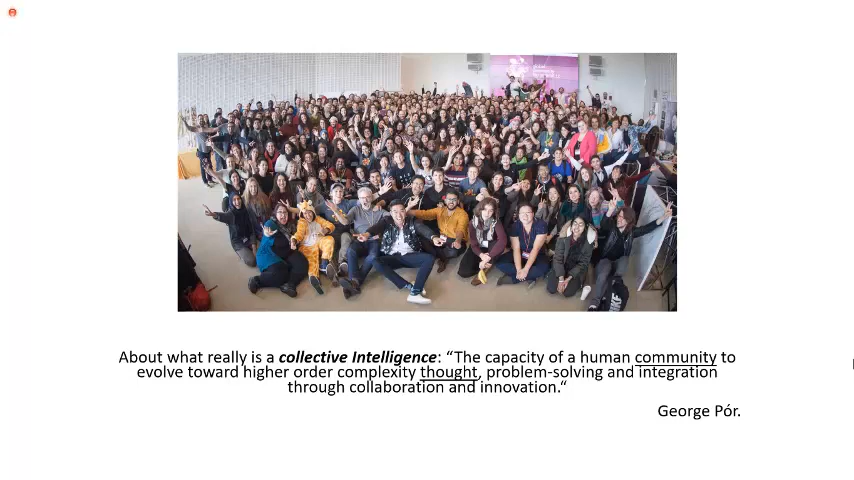 About what really is a collective Intelligence: “The capacity of a human community to
evolve toward higher order complexity thought, problem-solving and integration
through collaboration and innovation.“
George Pór.